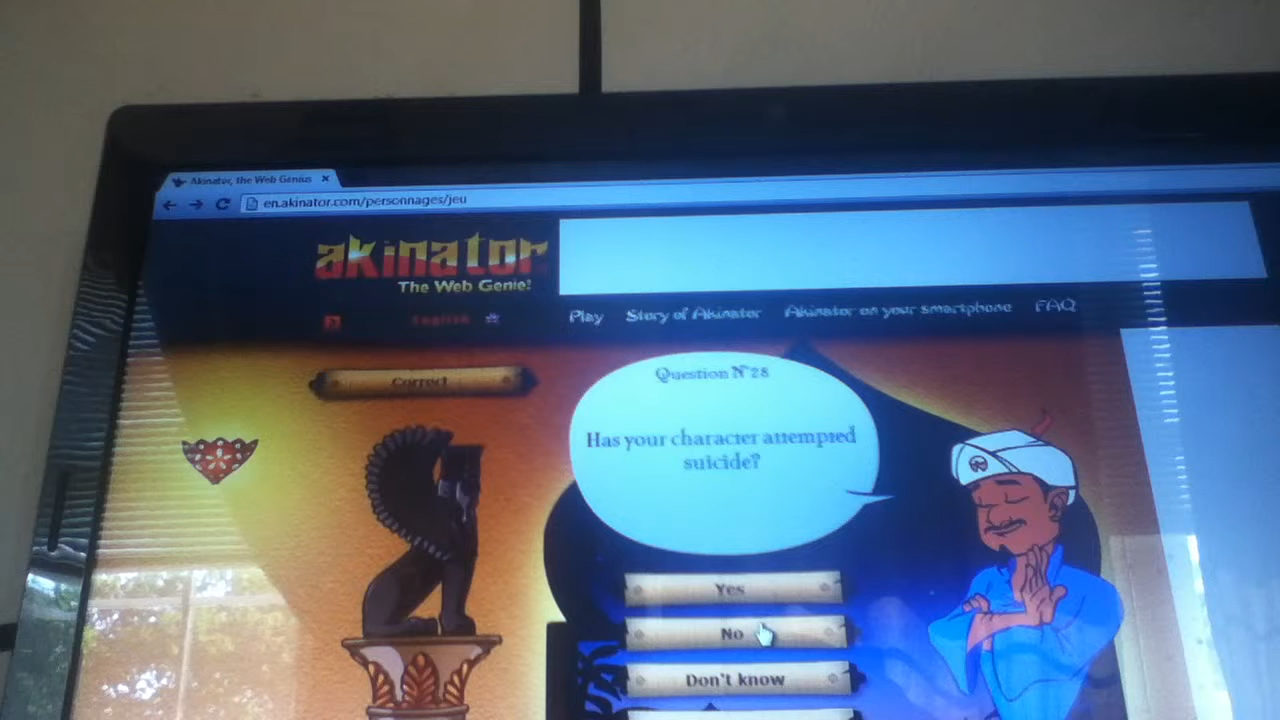 Akinator, the Web Genius
en.akinator.com/personnages/jeu
akinator
The Web Genie!
English
Play Story of Akinator Akinator on your smartphone FAQ
Correct
Question N°28
Has your character attempted
suicide?
Yes
No
Don't know